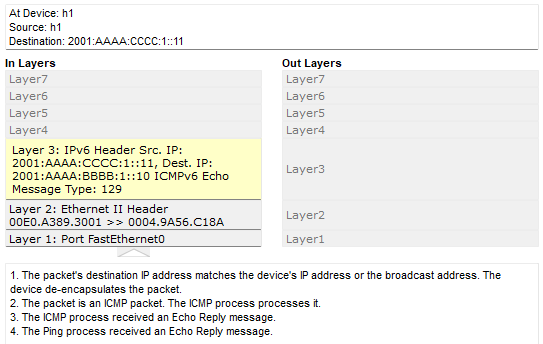 At Device: h1
Source: h1
Destination: 2001:AAAA:CCCC:1::11
In Layers
Layer7
Layer6
Layer5
Layer4
Layer 3: IPv6 Header Src. IP:
2001:AAAA:CCCC:1::11, Dest. IP:
2001:AAAA:BBBB:1::10 ICMPv6 Echo
Message Type: 129
Layer 2: Ethernet II Header
00E0.A389.3001 >> 0004.9A56.C18A
Layer 1: Port FastEthernet0
Out Layers
Layer7
Layer6
Layer5
Layer4
Layer3
Layer2
Layer1
1. The packet's destination IP address matches the device's IP address or the broadcast address. The
device de-encapsulates the packet.
2. The packet is an ICMP packet. The ICMP process processes it.
3. The ICMP process received an Echo Reply message.
4. The Ping process received an Echo Reply message.